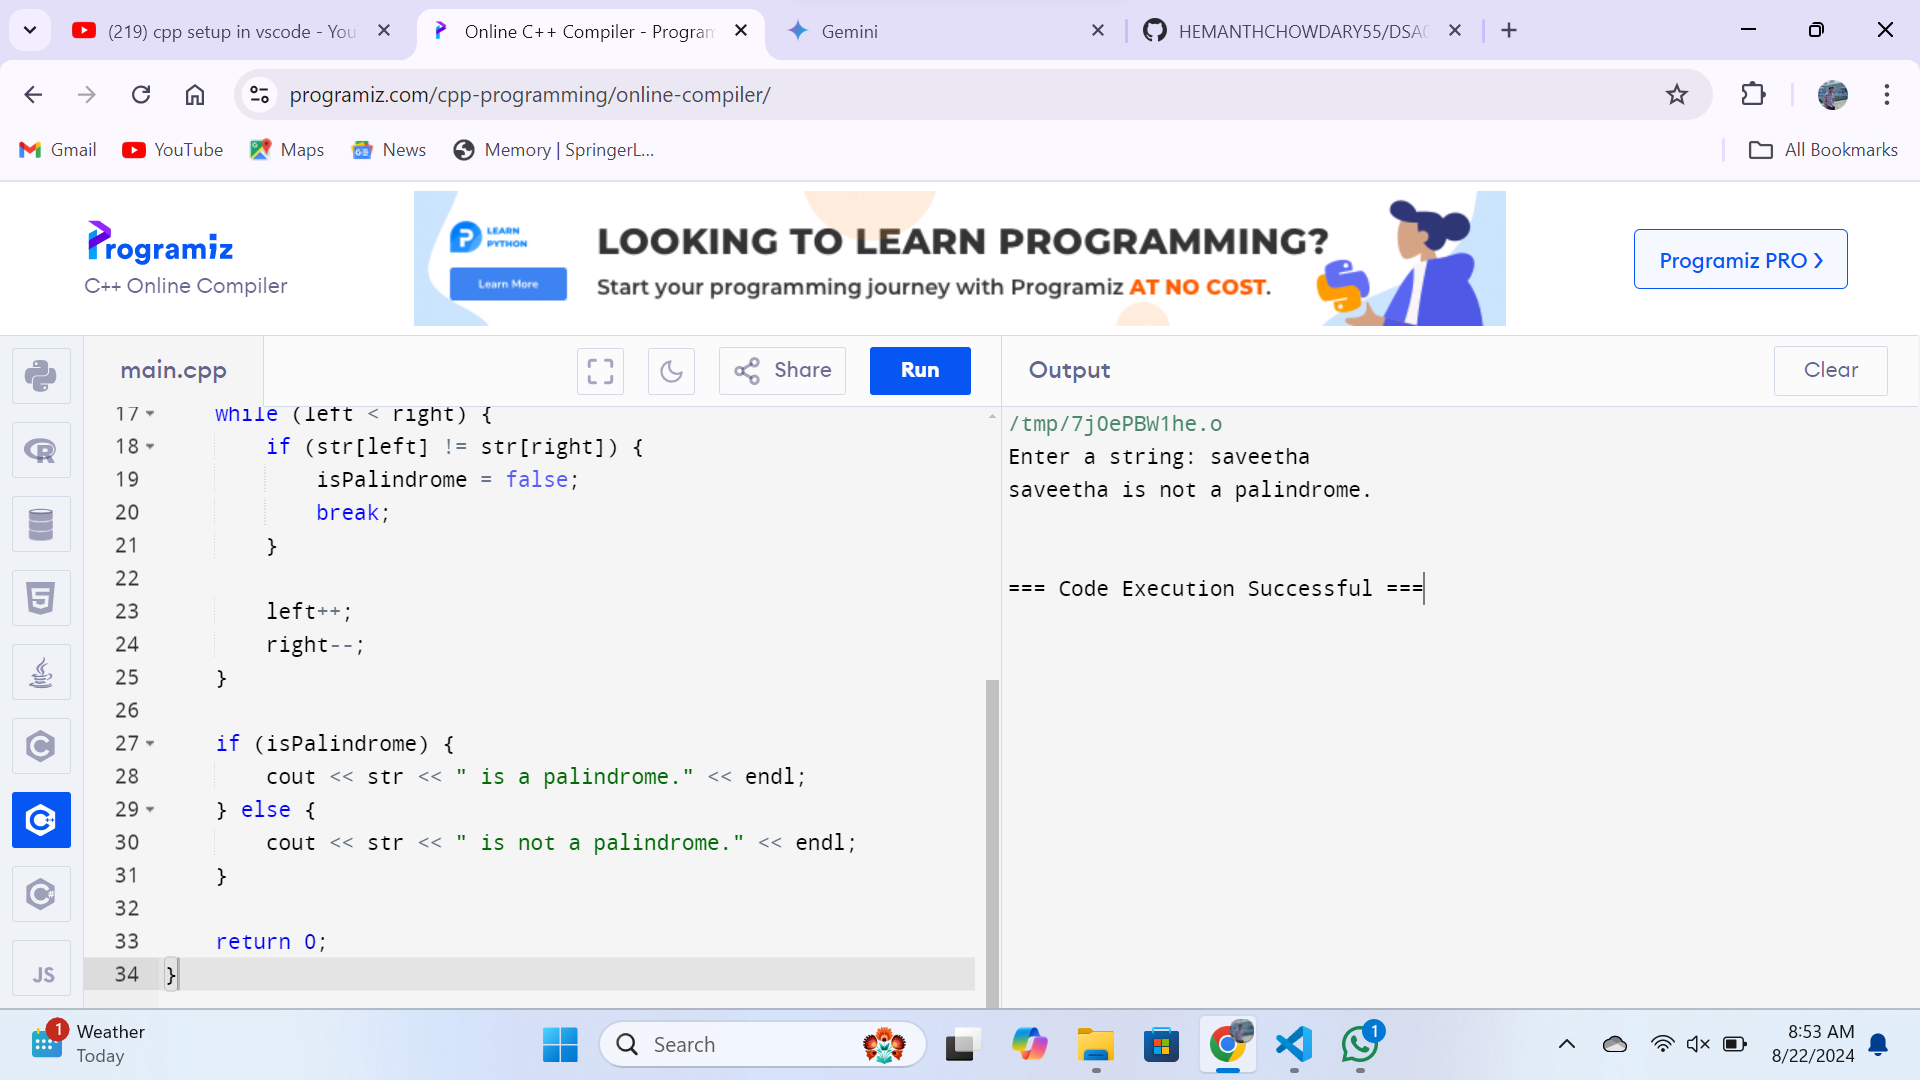 (219) cpp setup in vscode - You
Online C++ Compiler - Program
Gemini
HEMANTHCHOWDARY55/DSA
programiz.com/cpp-programming/online-compiler/
Gmail
YouTube
Maps
News
Memory | SpringerL...
All Bookmarks
Programiz
C++ Online Compiler
LEARN
PYTHON
Learn More
LOOKING TO LEARN PROGRAMMING?
Start your programming journey with Programiz AT NO COST.
Programiz PRO
main.cpp
Share
Run
Output
Clear
17 while (left < right) {
18 if (str[left] != str[right]) {
19 isPalindrome = false;
20 break;
21 }
22
23 left++;
24 right--;
25 }
26
27 if (isPalindrome) {
28 cout << str << " is a palindrome." << endl;
29 } else {
30 cout << str << " is not a palindrome." << endl;
31 }
32
33 return 0;
34 }
JS
/tmp/7jOePBW1he.o
Enter a string: saveetha
saveetha is not a palindrome.
=== Code Execution Successful ===
1
Weather
Today
Search
1
8:53 AM
8/22/2024